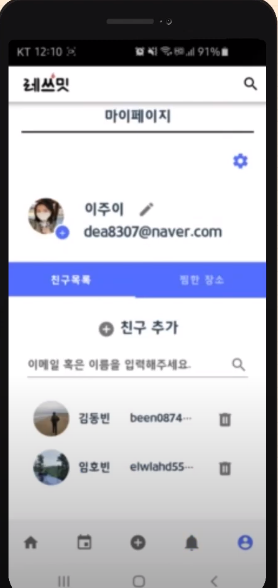 KT 12:10 91%
레쓰밋
마이페이지
이주이
dea8307@naver.com
친구목록 찜한 장소
친구 추가
이메일 혹은 이름을 입력해주세요.
김동빈 been0874…
임호빈 elwlahd55…